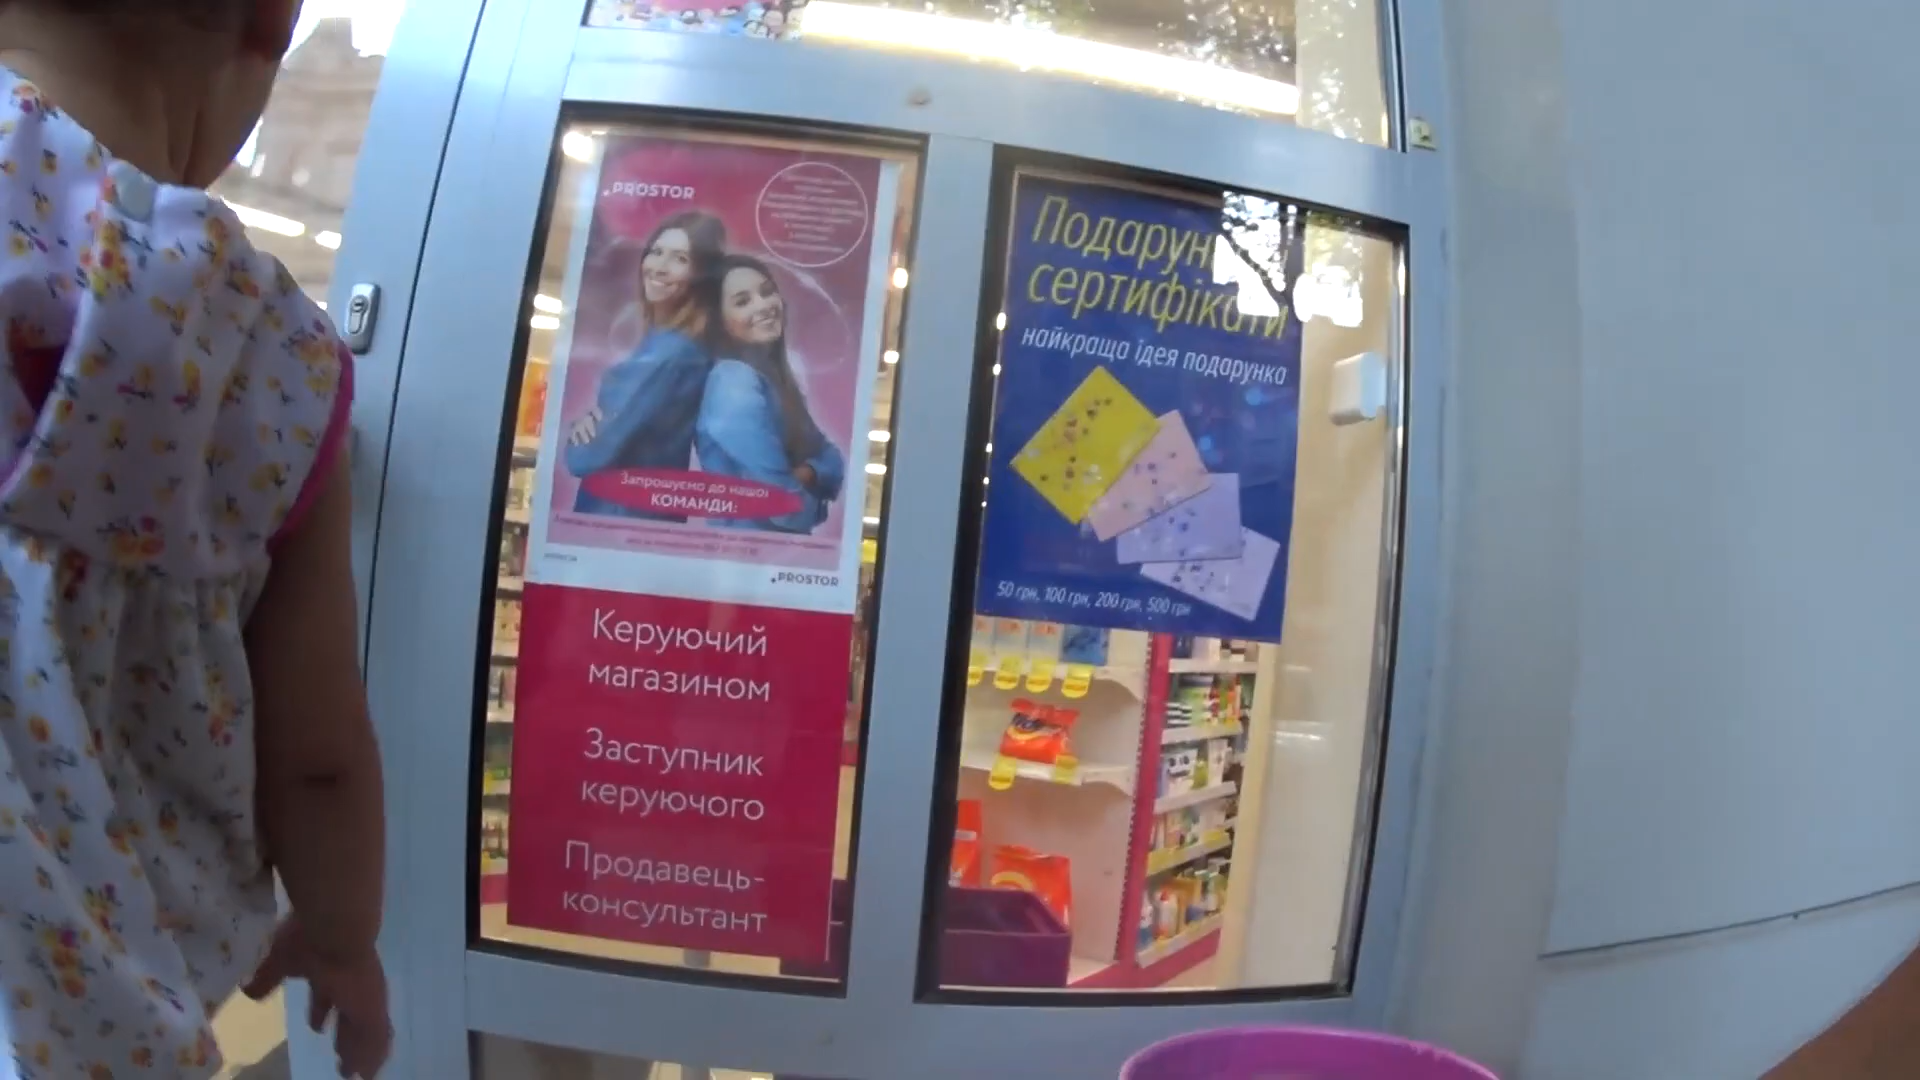 PROSTOR
Запрошуємо до нашої
КОМАНДИ:
PROSTOR
Керуючий
магазином
Заступник
керуючого
Продавець-
консультант
сертифікати
найкраща ідея подарунка
50 грн, 100 грн, 200 грн, 500 грн